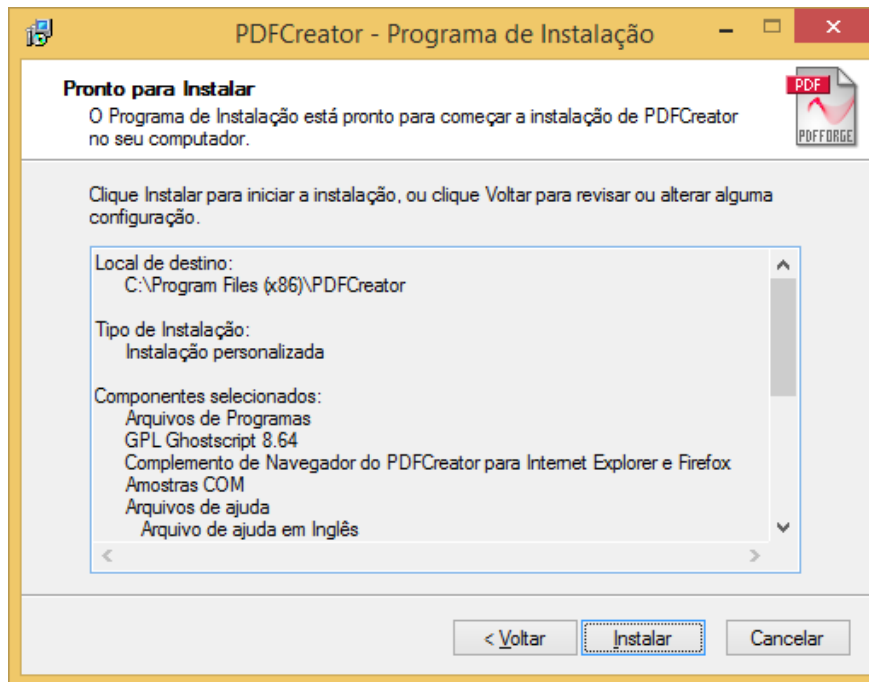 PDFCreator - Programa de Instalação
Pronto para Instalar
O Programa de Instalação está pronto para começar a instalação de PDFCreator
no seu computador.
PDF
PDFFORGE
Clique Instalar para iniciar a instalação, ou clique Voltar para revisar ou alterar alguma
configuração.
Local de destino:
C:\Program Files (x86)\PDFCreator
Tipo de Instalação:
Instalação personalizada
Componentes selecionados:
Arquivos de Programas
GPL Ghostscript 8.64
Complemento de Navegador do PDFCreator para Internet Explorer e Firefox
Amostras COM
Arquivos de ajuda
Arquivo de ajuda em Inglês
< Voltar
Instalar
Cancelar